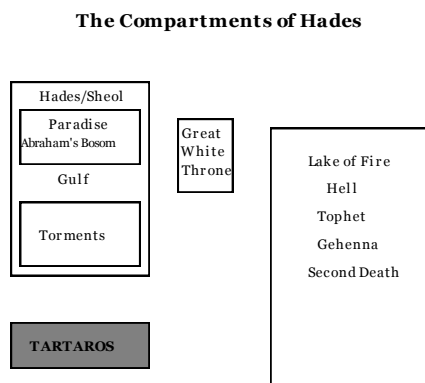 The Compartments of Hades
Hades/Sheol
Paradise
Abraham's Bosom
Gulf
Torments
TARTAROS
Great
White
Throne
Lake of Fire
Hell
Tophet
Gehenna
Second Death